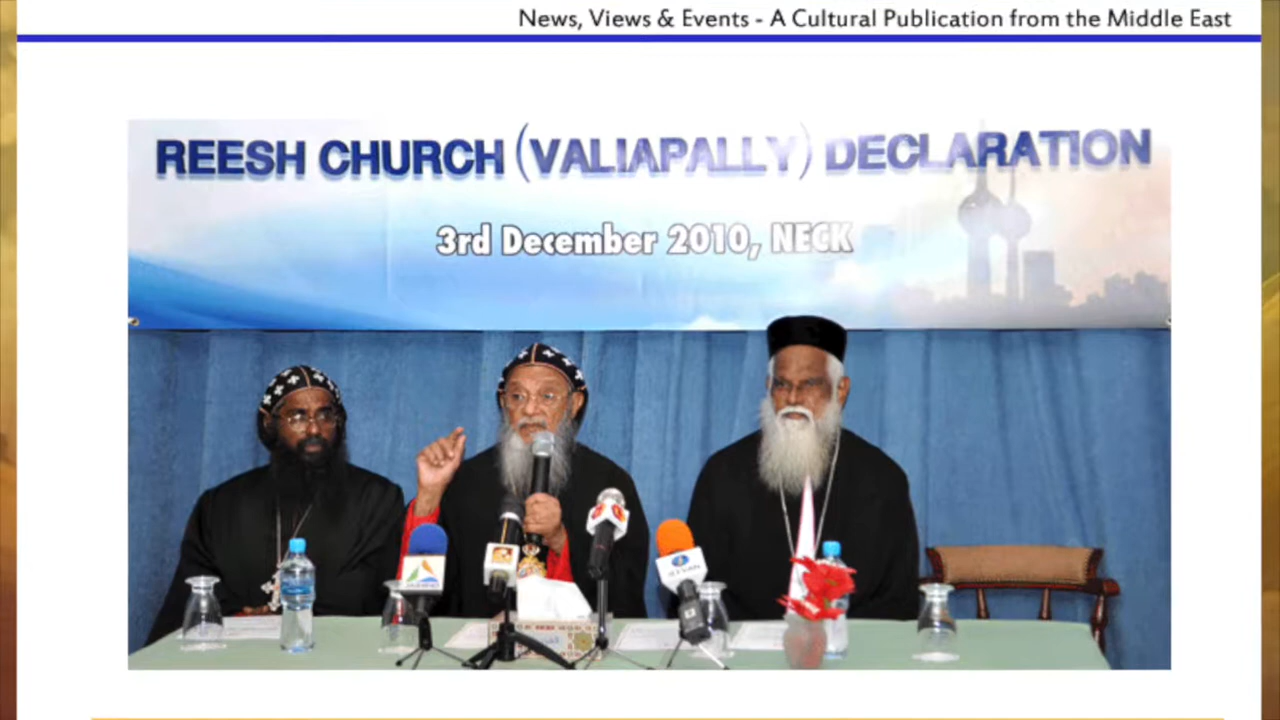 News, Views & Events - A Cultural Publication from the Middle East
REESH CHURCH (VALIAPALLY) DECLARATION
3rd December 2010, NECK